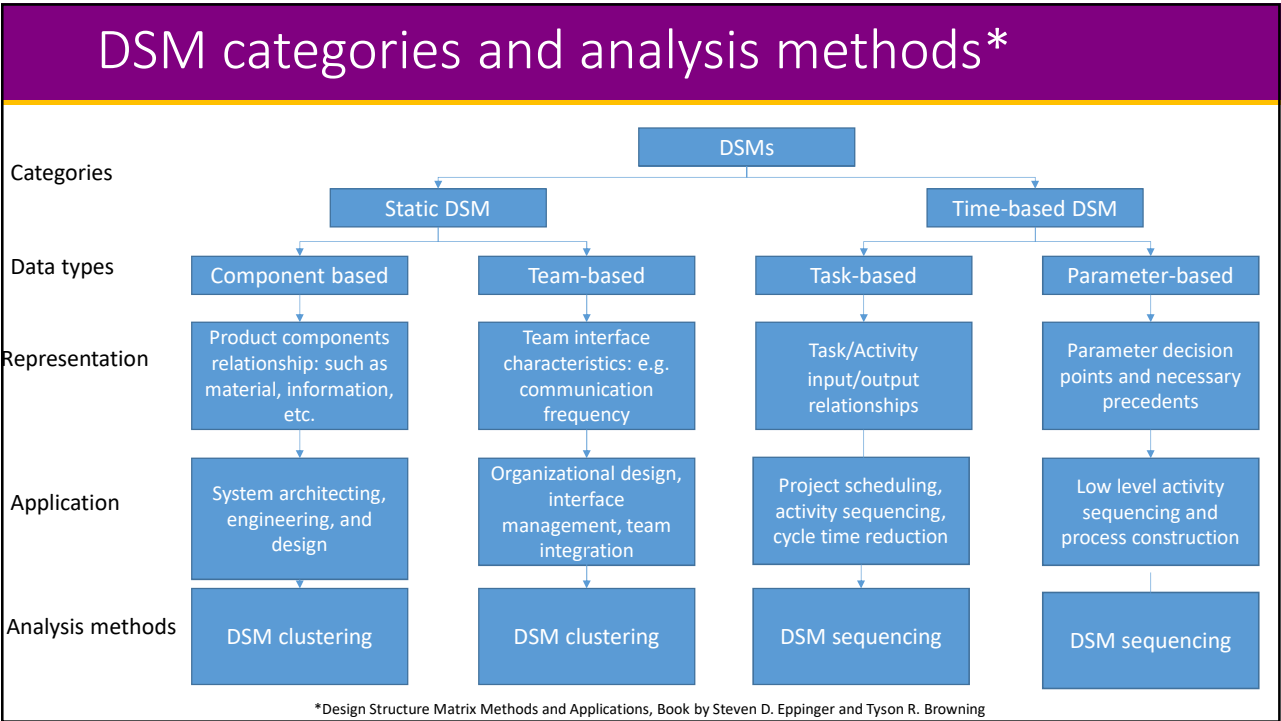 DSM categories and analysis methods*
Categories
DSMs
Static DSM
Time-based DSM
Data types
Component based
Team-based
Task-based
Parameter-based
Representation
Product components
relationship: such as
material, information,
etc.
Team interface
characteristics: e.g.
communication
frequency
Task/Activity
input/output
relationships
Parameter decision
points and necessary
precedents
Application
System architecting,
engineering, and
design
Organizational design,
interface
management, team
integration
Project scheduling,
activity sequencing,
cycle time reduction
Low level activity
sequencing and
process construction
Analysis methods
DSM clustering
DSM clustering
DSM sequencing
DSM sequencing
*Design Structure Matrix Methods and Applications, Book by Steven D. Eppinger and Tyson R. Browning